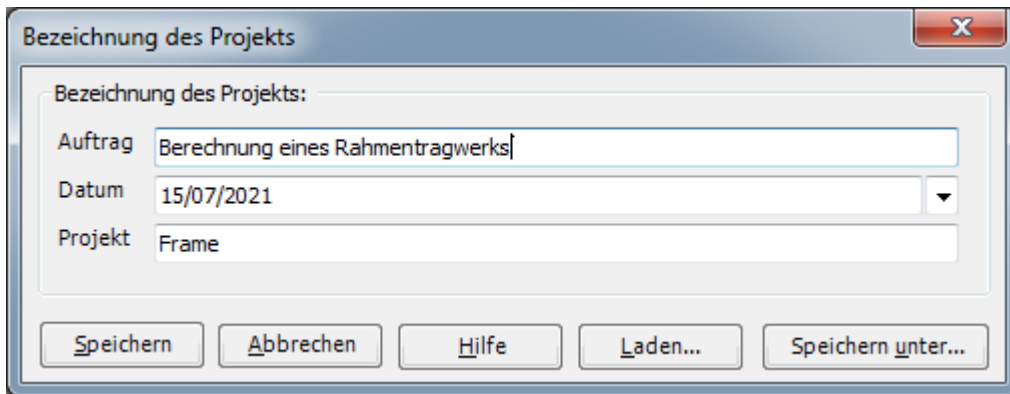 Bezeichnung des Projekts
Bezeichnung des Projekts:
Auftrag Berechnung eines Rahmentragwerks
Datum 15/07/2021
Projekt Frame
Speichern Abbrechen Hilfe Laden... Speichern unter...